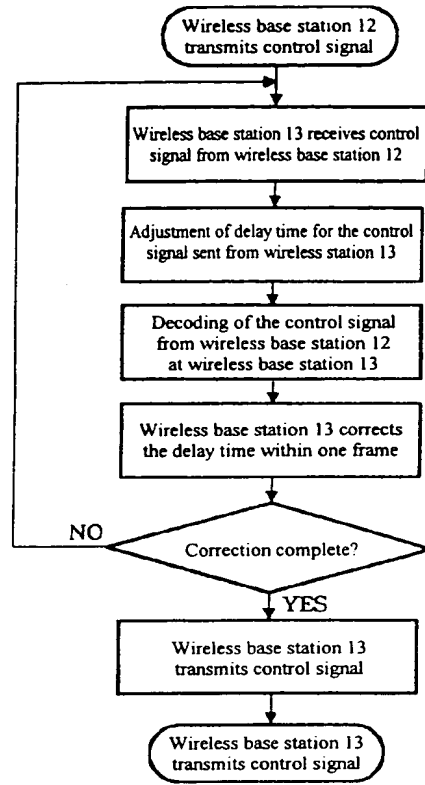 Wireless base station 12
transmits control signal
Wireless base station 13 receives control
signal from wireless base station 12
Adjustment of delay time for the control
signal sent from wireless station 13
Decoding of the control signal
from wireless base station 12
at wireless base station 13
Wireless base station 13 corrects
the delay time within one frame
NO
Correction complete?
YES
Wireless base station 13
transmits control signal
Wireless base station 13
transmits control signal